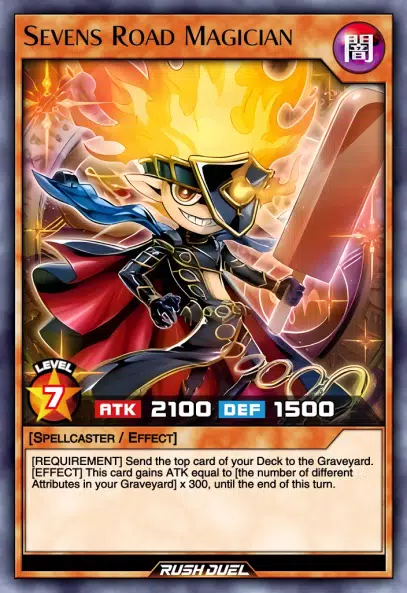 Sevens Road Magician
闇
LEVEL
7
ATK 2100 DEF 1500
[Spellcaster / Effect]
[REQUIREMENT] Send the top card of your Deck to the Graveyard.
[EFFECT] This card gains ATK equal to [the number of different
Attributes in your Graveyard] x 300, until the end of this turn.
RUSH DUEL